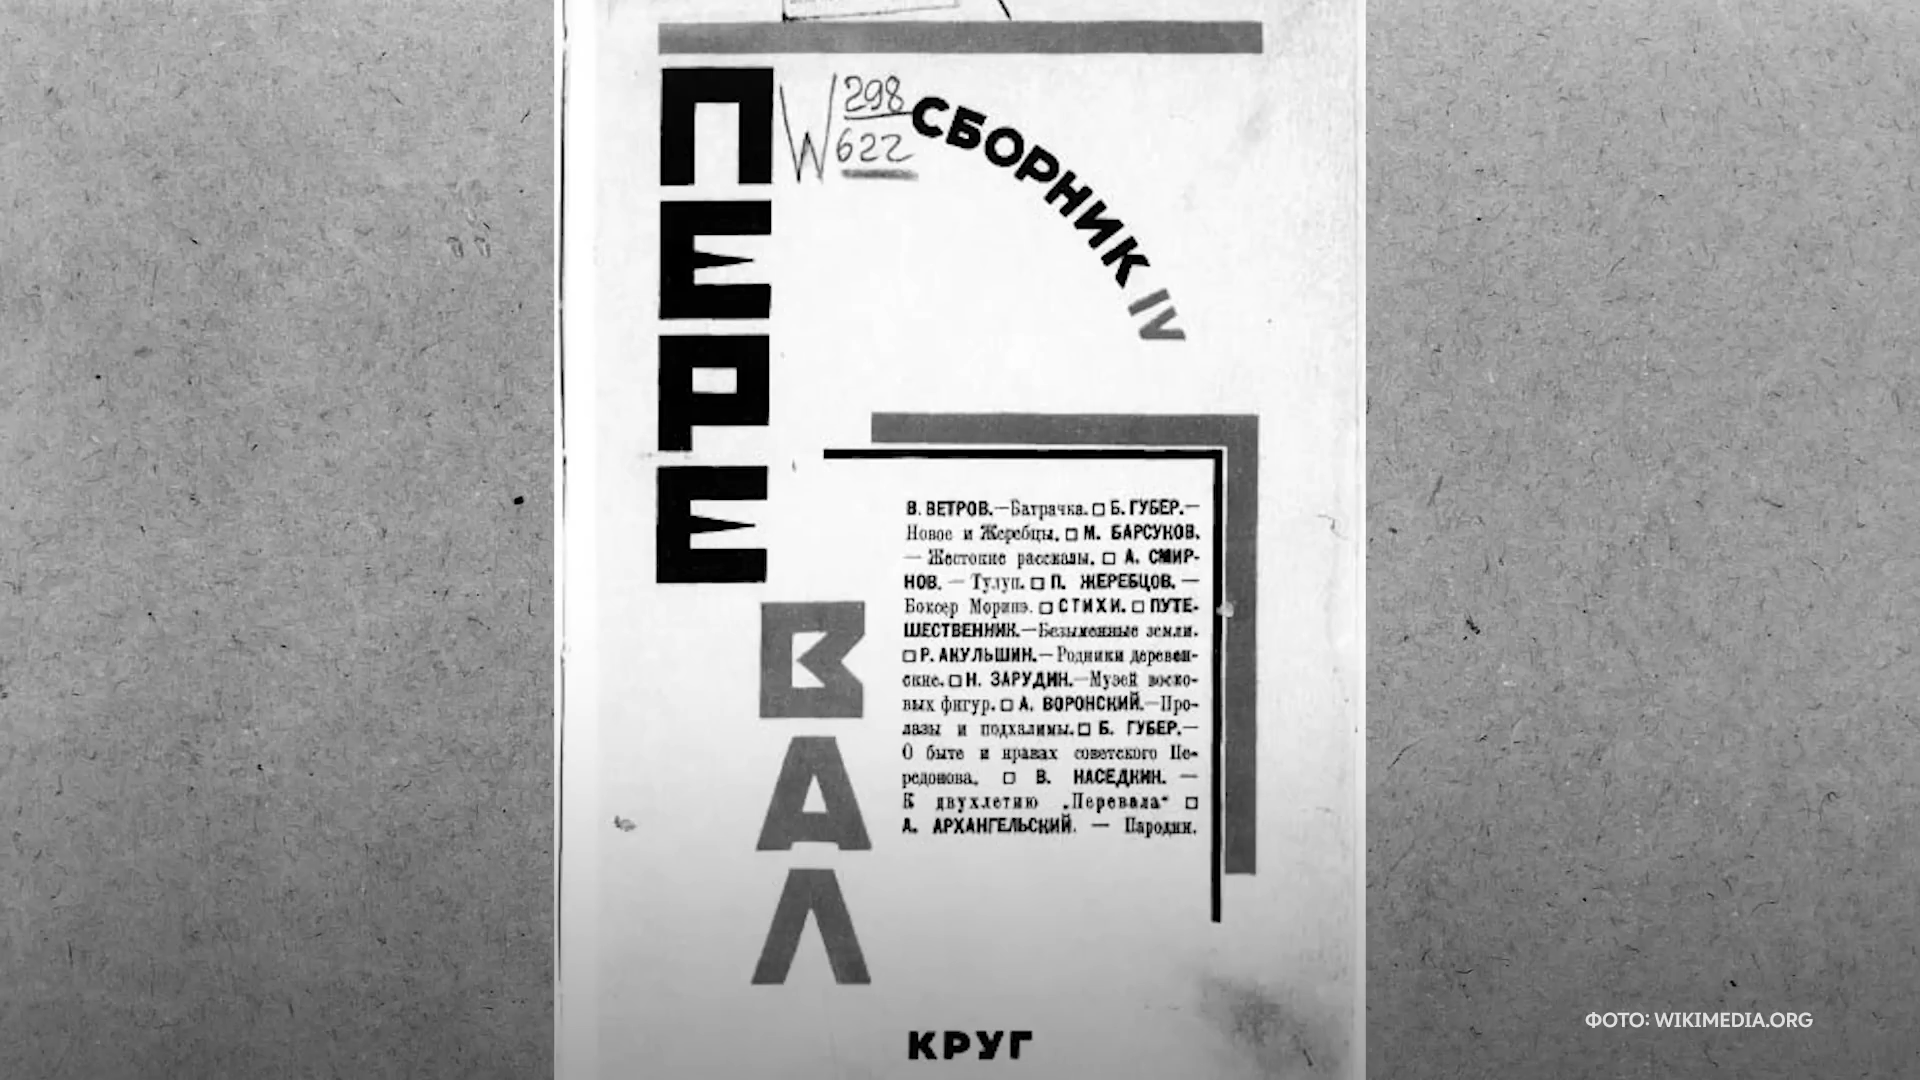 ПЕРЕ
ВАЛ
W 298
622
СБОРНИК IV
В. ВЕТРОВ.—Батрачка. □ Б. ГУБЕР.—
Новое и Жеребцы. □ М. БАРСУКОВ.
— Жестокие рассказы. □ А. СМИР-
НОВ. — Тулуп. □ П. ЖЕРЕБЦОВ. —
Боксер Моринэ. □ СТИХИ. □ ПУТЕ-
ШЕСТВЕННИК.—Безыменные земли.
□ Р. АКУЛЬШИН.—Родники деревен-
ские. □ Н. ЗАРУДИН.—Музей воско-
вых фигур. □ А. ВОРОНСКИЙ.—Про-
лазы и подхалимы. □ Б. ГУБЕР.—
О быте и нравах советского Пе-
редонова. □ В. НАСЕДКИН. —
К двухлетию „Перевала“ □
А. АРХАНГЕЛЬСКИЙ. — Пародии.
КРУГ
ФОТО: WIKIMEDIA.ORG